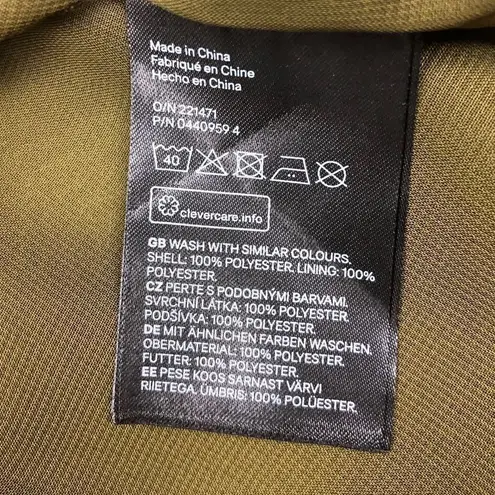 Made in China
Fabriqué en Chine
Hecho en China
O/N 221471
P/N 0440959 4
40
clevercare.info
GB WASH WITH SIMILAR COLOURS.
SHELL: 100% POLYESTER. LINING: 100%
POLYESTER.
CZ PERTE S PODOBNÝMI BARVAMI.
SVRCHNÍ LÁTKA: 100% POLYESTER.
PODŠÍVKA: 100% POLYESTER.
DE MIT ÄHNLICHEN FARBEN WASCHEN.
OBERMATERIAL: 100% POLYESTER.
FUTTER: 100% POLYESTER.
EE PESE KOOS SARNAST VÄRVI
RIIETEGA. ÜMBRIS: 100% POLÜESTER.